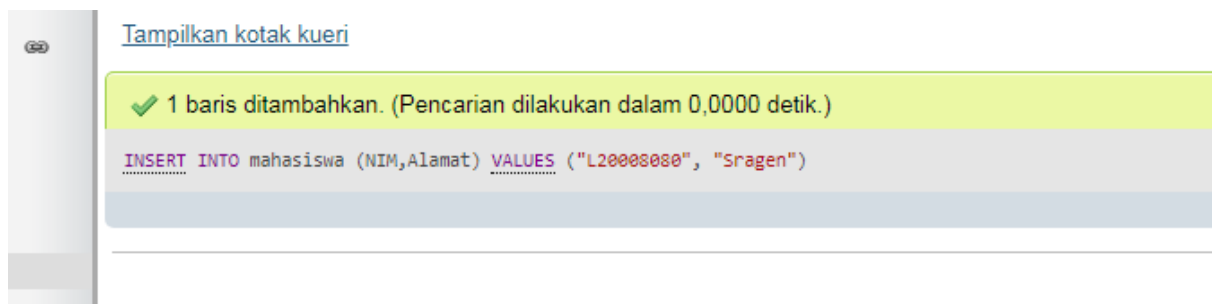 Tampilkan kotak kueri
1 baris ditambahkan. (Pencarian dilakukan dalam 0,0000 detik.)
INSERT INTO mahasiswa (NIM,Alamat) VALUES ("L20008080", "Sragen")